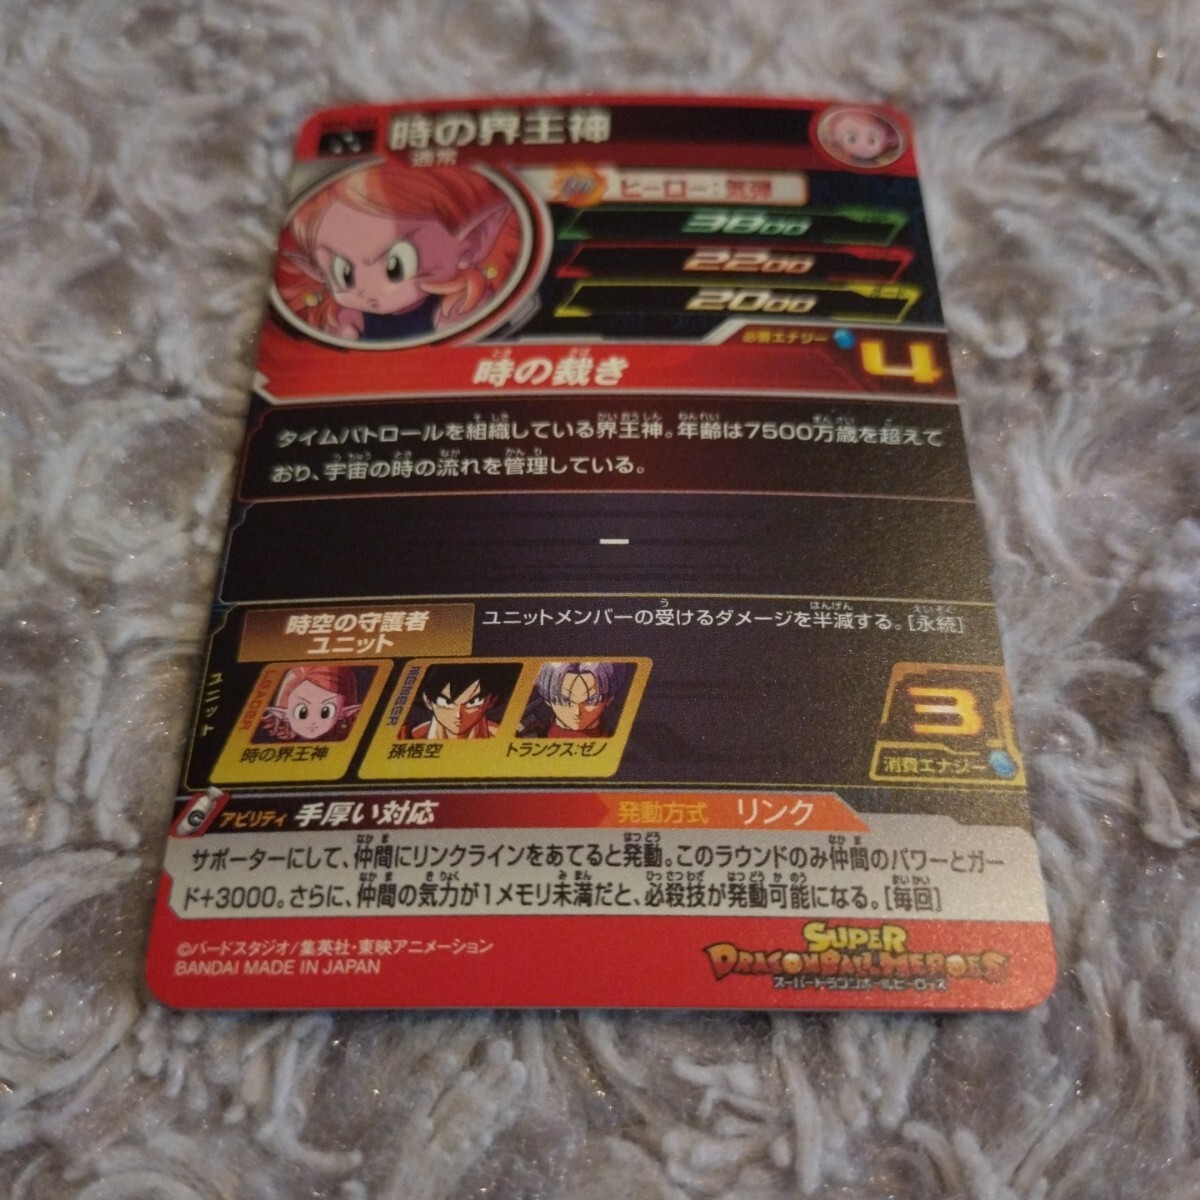 時の界王神
通常
ヒーロー：気弾
3800
2200
2000
必要エナジー
4
時の裁き
タイムパトロールを組織している界王神。年齢は7500万歳を超えて
おり、宇宙の時の流れを管理している。
ー
時空の守護者
ユニット
ユニットメンバーの受けるダメージを半減する。[永続]
ユニット
LEADER
時の界王神
MEMBER
孫悟空
トランクス:ゼノ
3
消費エナジー
アビリティ 手厚い対応
発動方式 リンク
サポーターにして、仲間にリンクラインをあてると発動。このラウンドのみ仲間のパワーとガー
ド+3000。さらに、仲間の気力が1メモリ未満だと、必殺技が発動可能になる。[毎回]
©バードスタジオ/集英社・東映アニメーション
BANDAI MADE IN JAPAN
SUPER
DRAGONBALL HEROES
スーパードラゴンボールヒーローズ